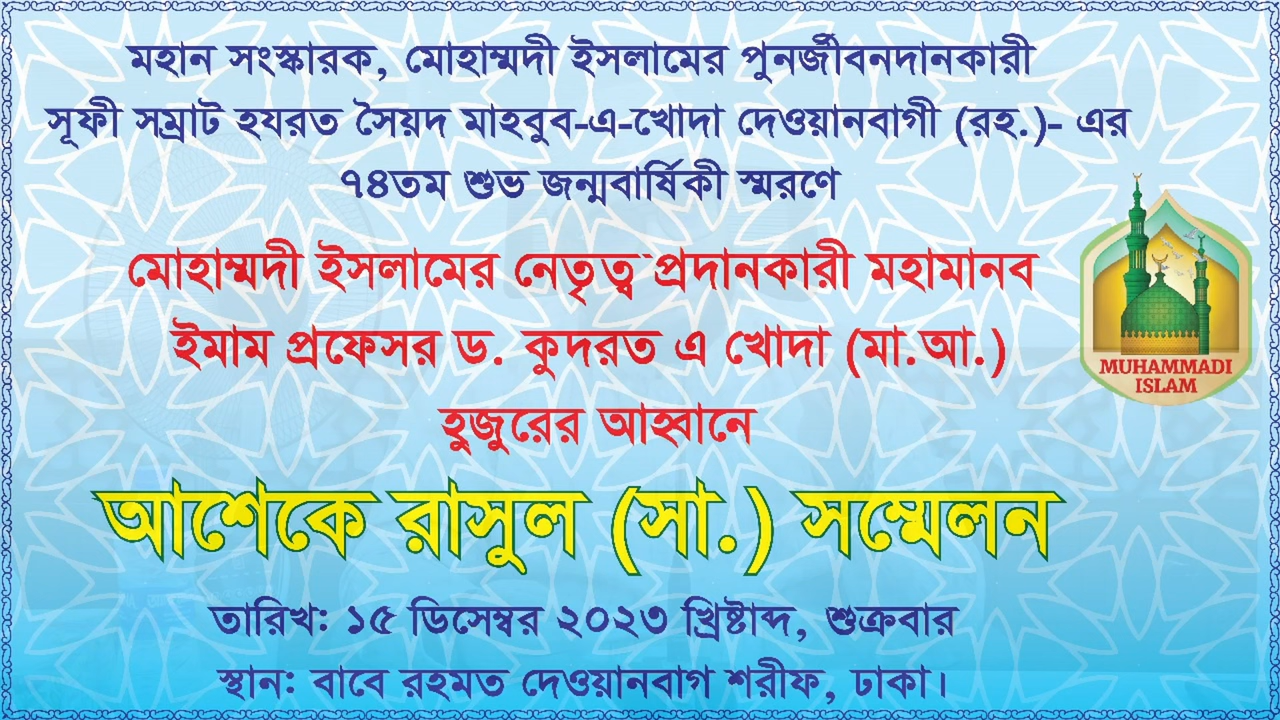 মহান সংস্কারক, মোহাম্মদী ইসলামের পুনর্জীবনদানকারী
সূফী সম্রাট হযরত সৈয়দ মাহবুব-এ-খোদা দেওয়ানবাগী (রহ.)- এর
৭৪তম শুভ জন্মবার্ষিকী স্মরণে
মোহাম্মদী ইসলামের নেতৃত্ব প্রদানকারী মহামানব
ইমাম প্রফেসর ড. কুদরত এ খোদা (মা.আ.)
হুজুরের আহ্বানে
আশেকে রাসুল (সা.) সম্মেলন
তারিখ: ১৫ ডিসেম্বর ২০২৩ খ্রিষ্টাব্দ, শুক্রবার
স্থান: বাবে রহমত দেওয়ানবাগ শরীফ, ঢাকা।
MUHAMMADI
ISLAM